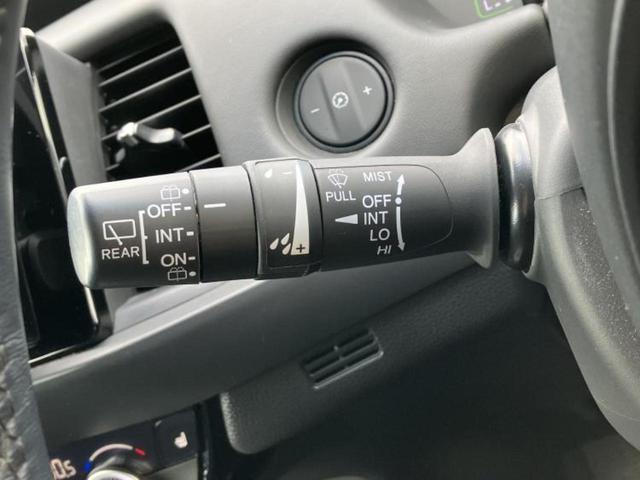 MIST
PULL
OFF
INT
LO
HI
OFF
REAR
INT
ON
- +
- +